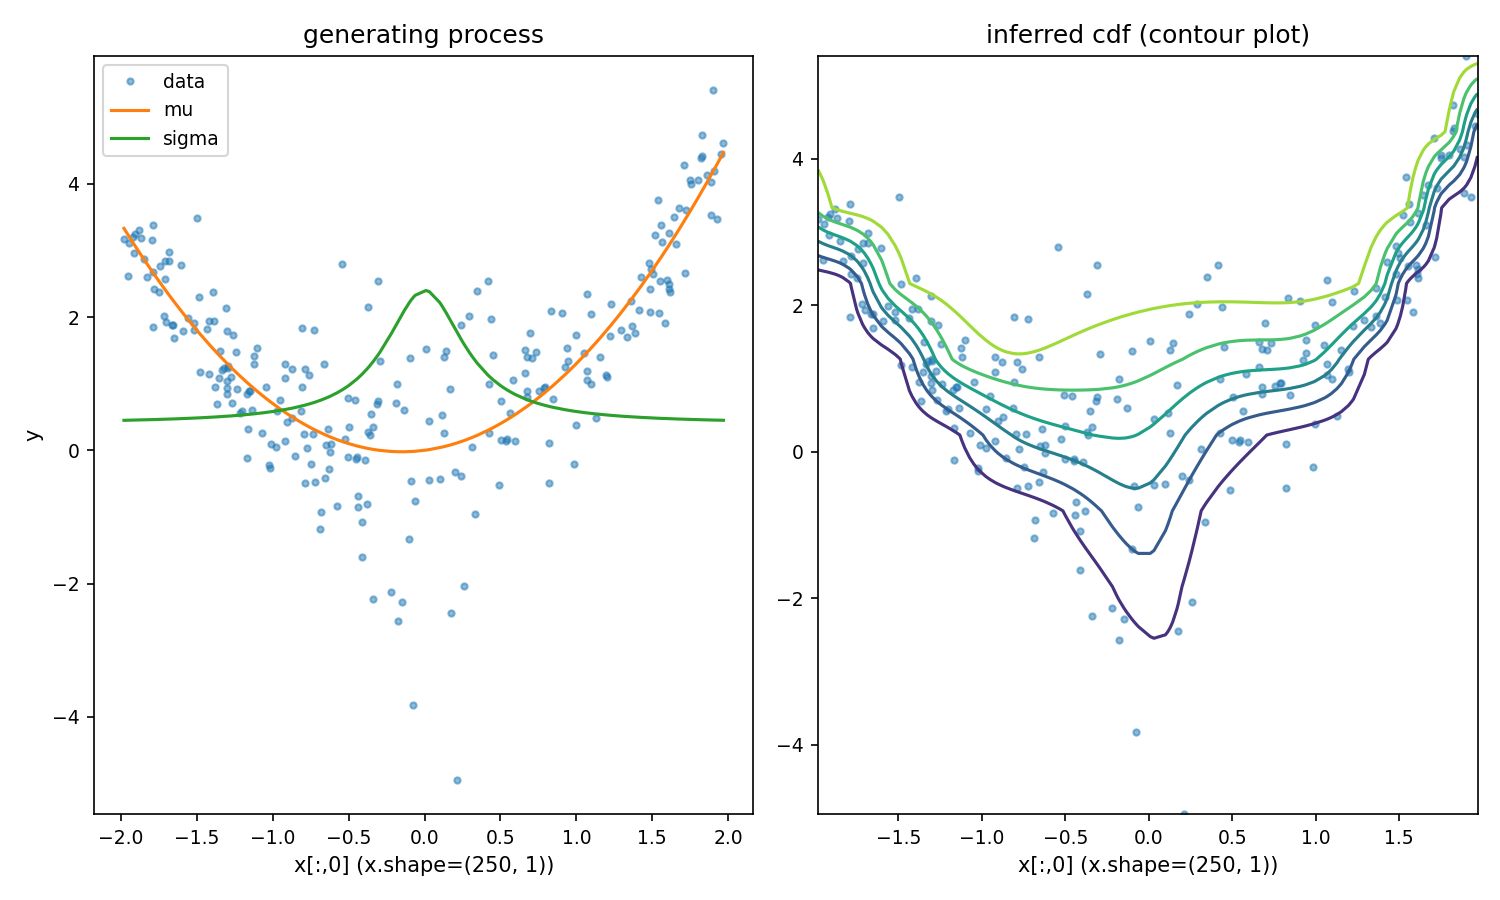 generating process
data
mu
sigma
y
4
2
0
−2
−4
−2.0 −1.5 −1.0 −0.5 0.0 0.5 1.0 1.5 2.0
x[:,0] (x.shape=(250, 1))
inferred cdf (contour plot)
4
2
0
−2
−4
−1.5 −1.0 −0.5 0.0 0.5 1.0 1.5
x[:,0] (x.shape=(250, 1))